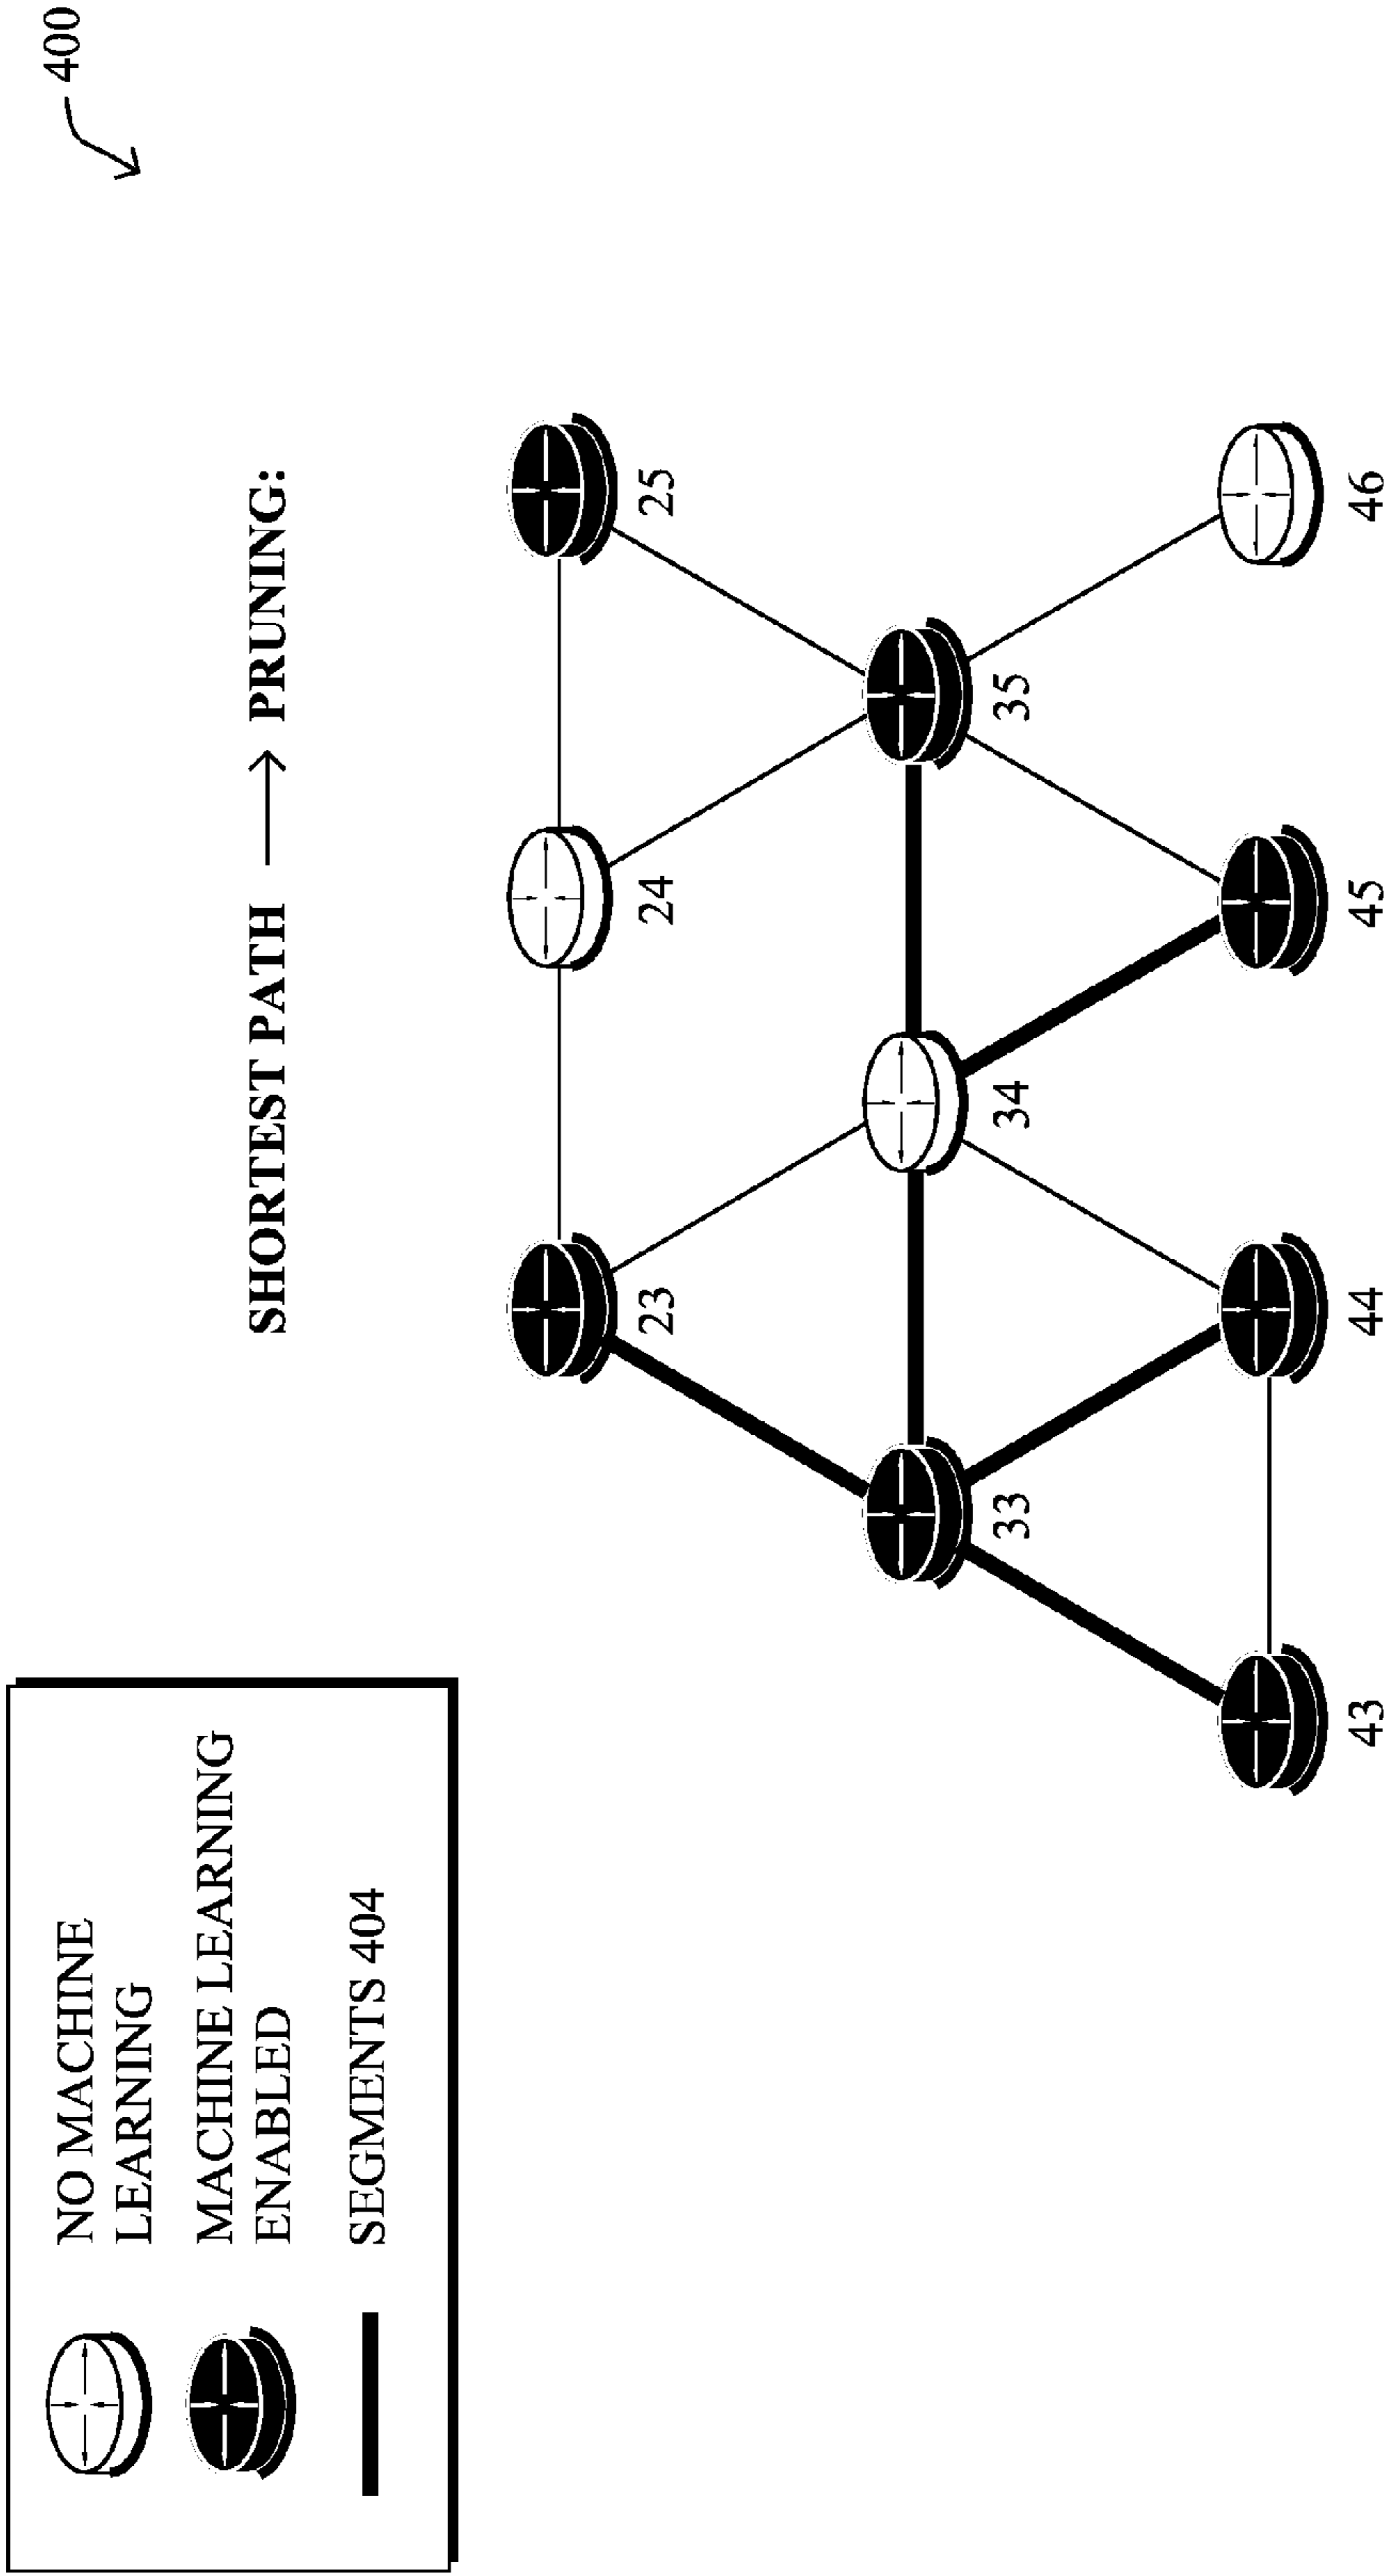 400
NO MACHINE
LEARNING
MACHINE LEARNING
ENABLED
SEGMENTS 404
SHORTEST PATH → PRUNING:
23
24
25
33
34
35
43
44
45
46